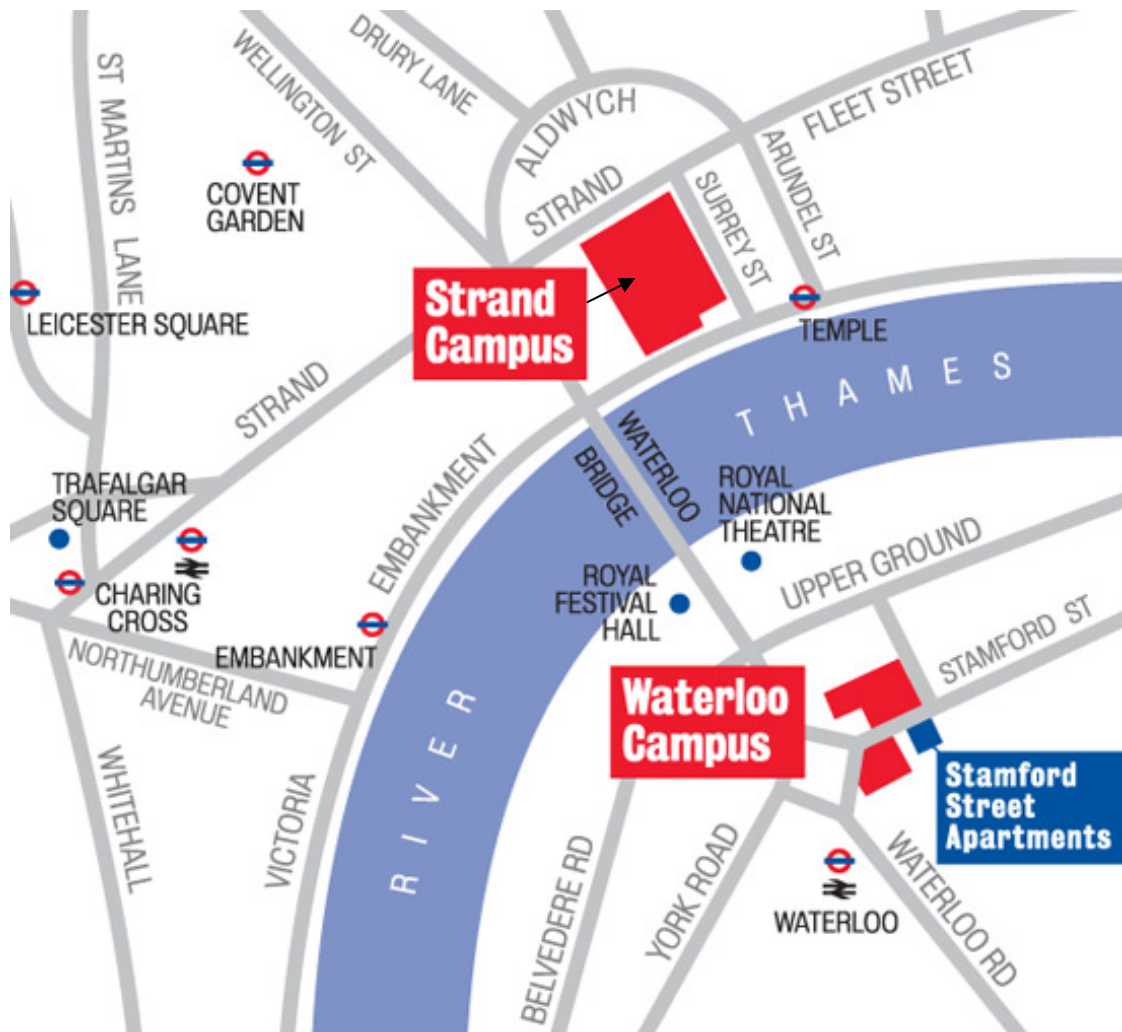 ST MARTINS LANE
WELLINGTON ST
DRURY LANE
ALDWYCH
FLEET STREET
COVENT
GARDEN
STRAND
SURREY ST
ARUNDEL ST
LEICESTER SQUARE
Strand
Campus
TEMPLE
STRAND
THAMES
WATERLOO
BRIDGE
EMBANKMENT
TRAFALGAR
SQUARE
ROYAL
NATIONAL
THEATRE
CHARING
CROSS
ROYAL
FESTIVAL
HALL
UPPER GROUND
EMBANKMENT
NORTHUMBERLAND
AVENUE
STAMFORD ST
RIVER
Waterloo
Campus
WHITEHALL
VICTORIA
Stamford
Street
Apartments
BELVEDERE RD
YORK ROAD
WATERLOO
WATERLOO RD